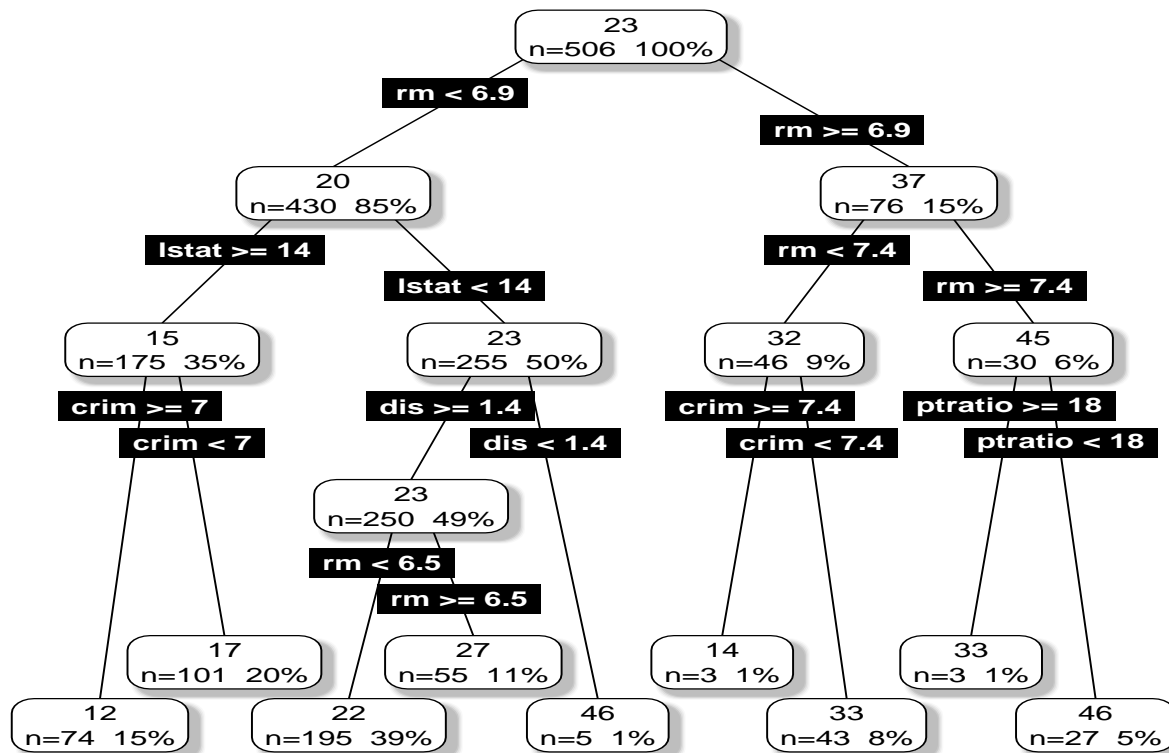 23
n=506 100%
rm < 6.9
rm >= 6.9
20
n=430 85%
37
n=76 15%
lstat >= 14
rm < 7.4
lstat < 14
rm >= 7.4
15
n=175 35%
23
n=255 50%
32
n=46 9%
45
n=30 6%
crim >= 7
dis >= 1.4
crim >= 7.4
ptratio >= 18
crim < 7
dis < 1.4
crim < 7.4
ptratio < 18
23
n=250 49%
rm < 6.5
rm >= 6.5
17
n=101 20%
27
n=55 11%
14
n=3 1%
33
n=3 1%
12
n=74 15%
22
n=195 39%
46
n=5 1%
33
n=43 8%
46
n=27 5%